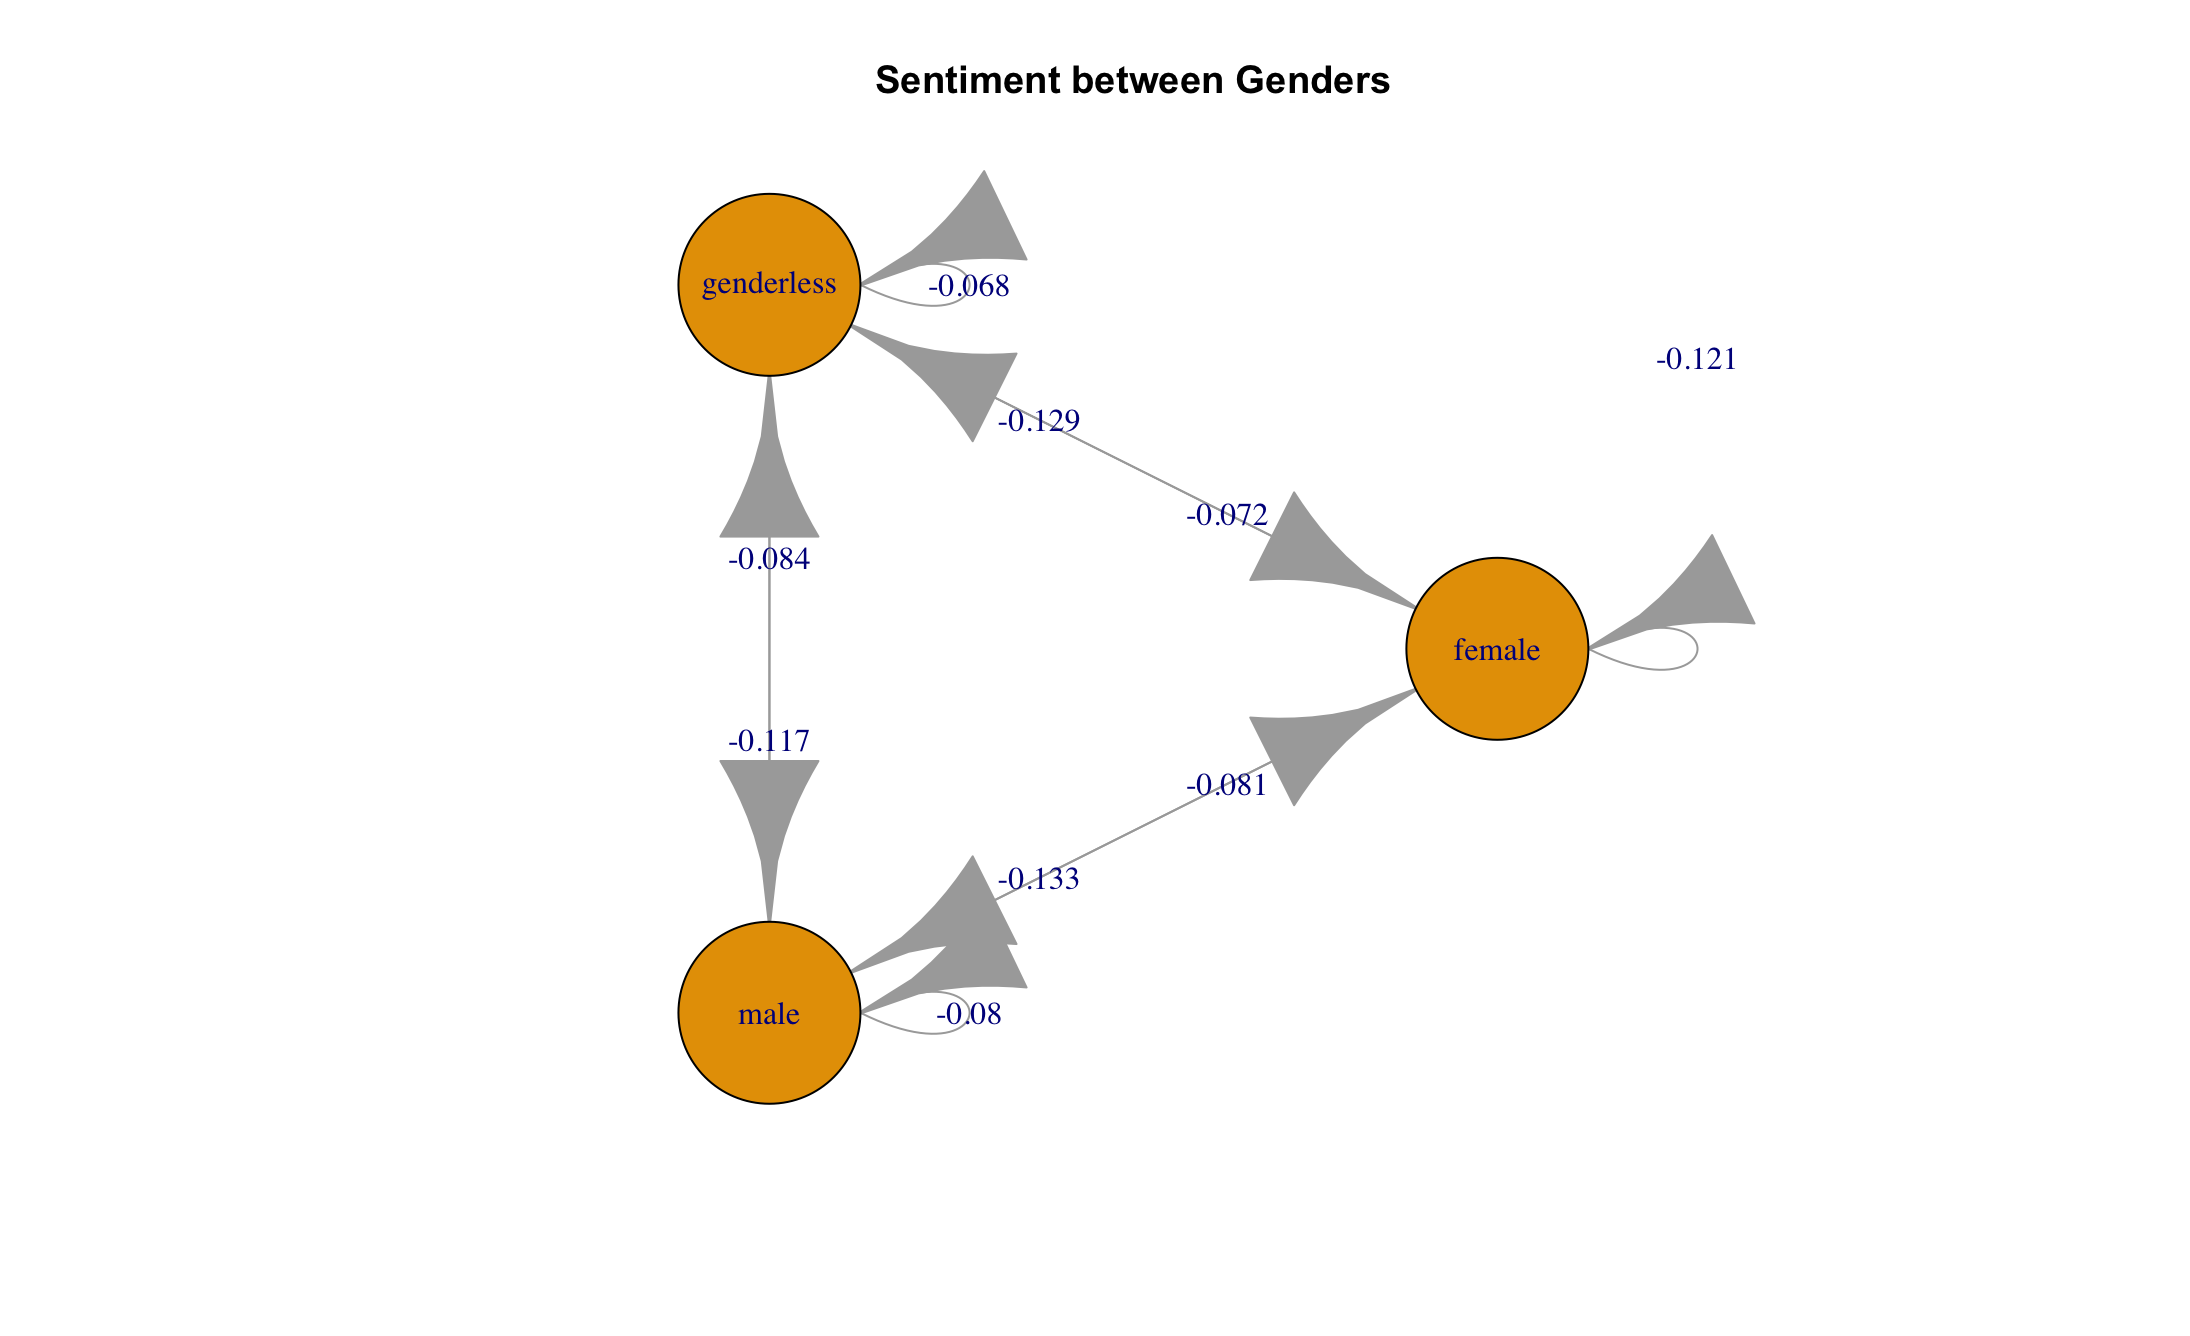 Sentiment between Genders
genderless
-0.068
-0.121
-0.129
-0.072
-0.084
female
-0.117
-0.081
-0.133
male
-0.08